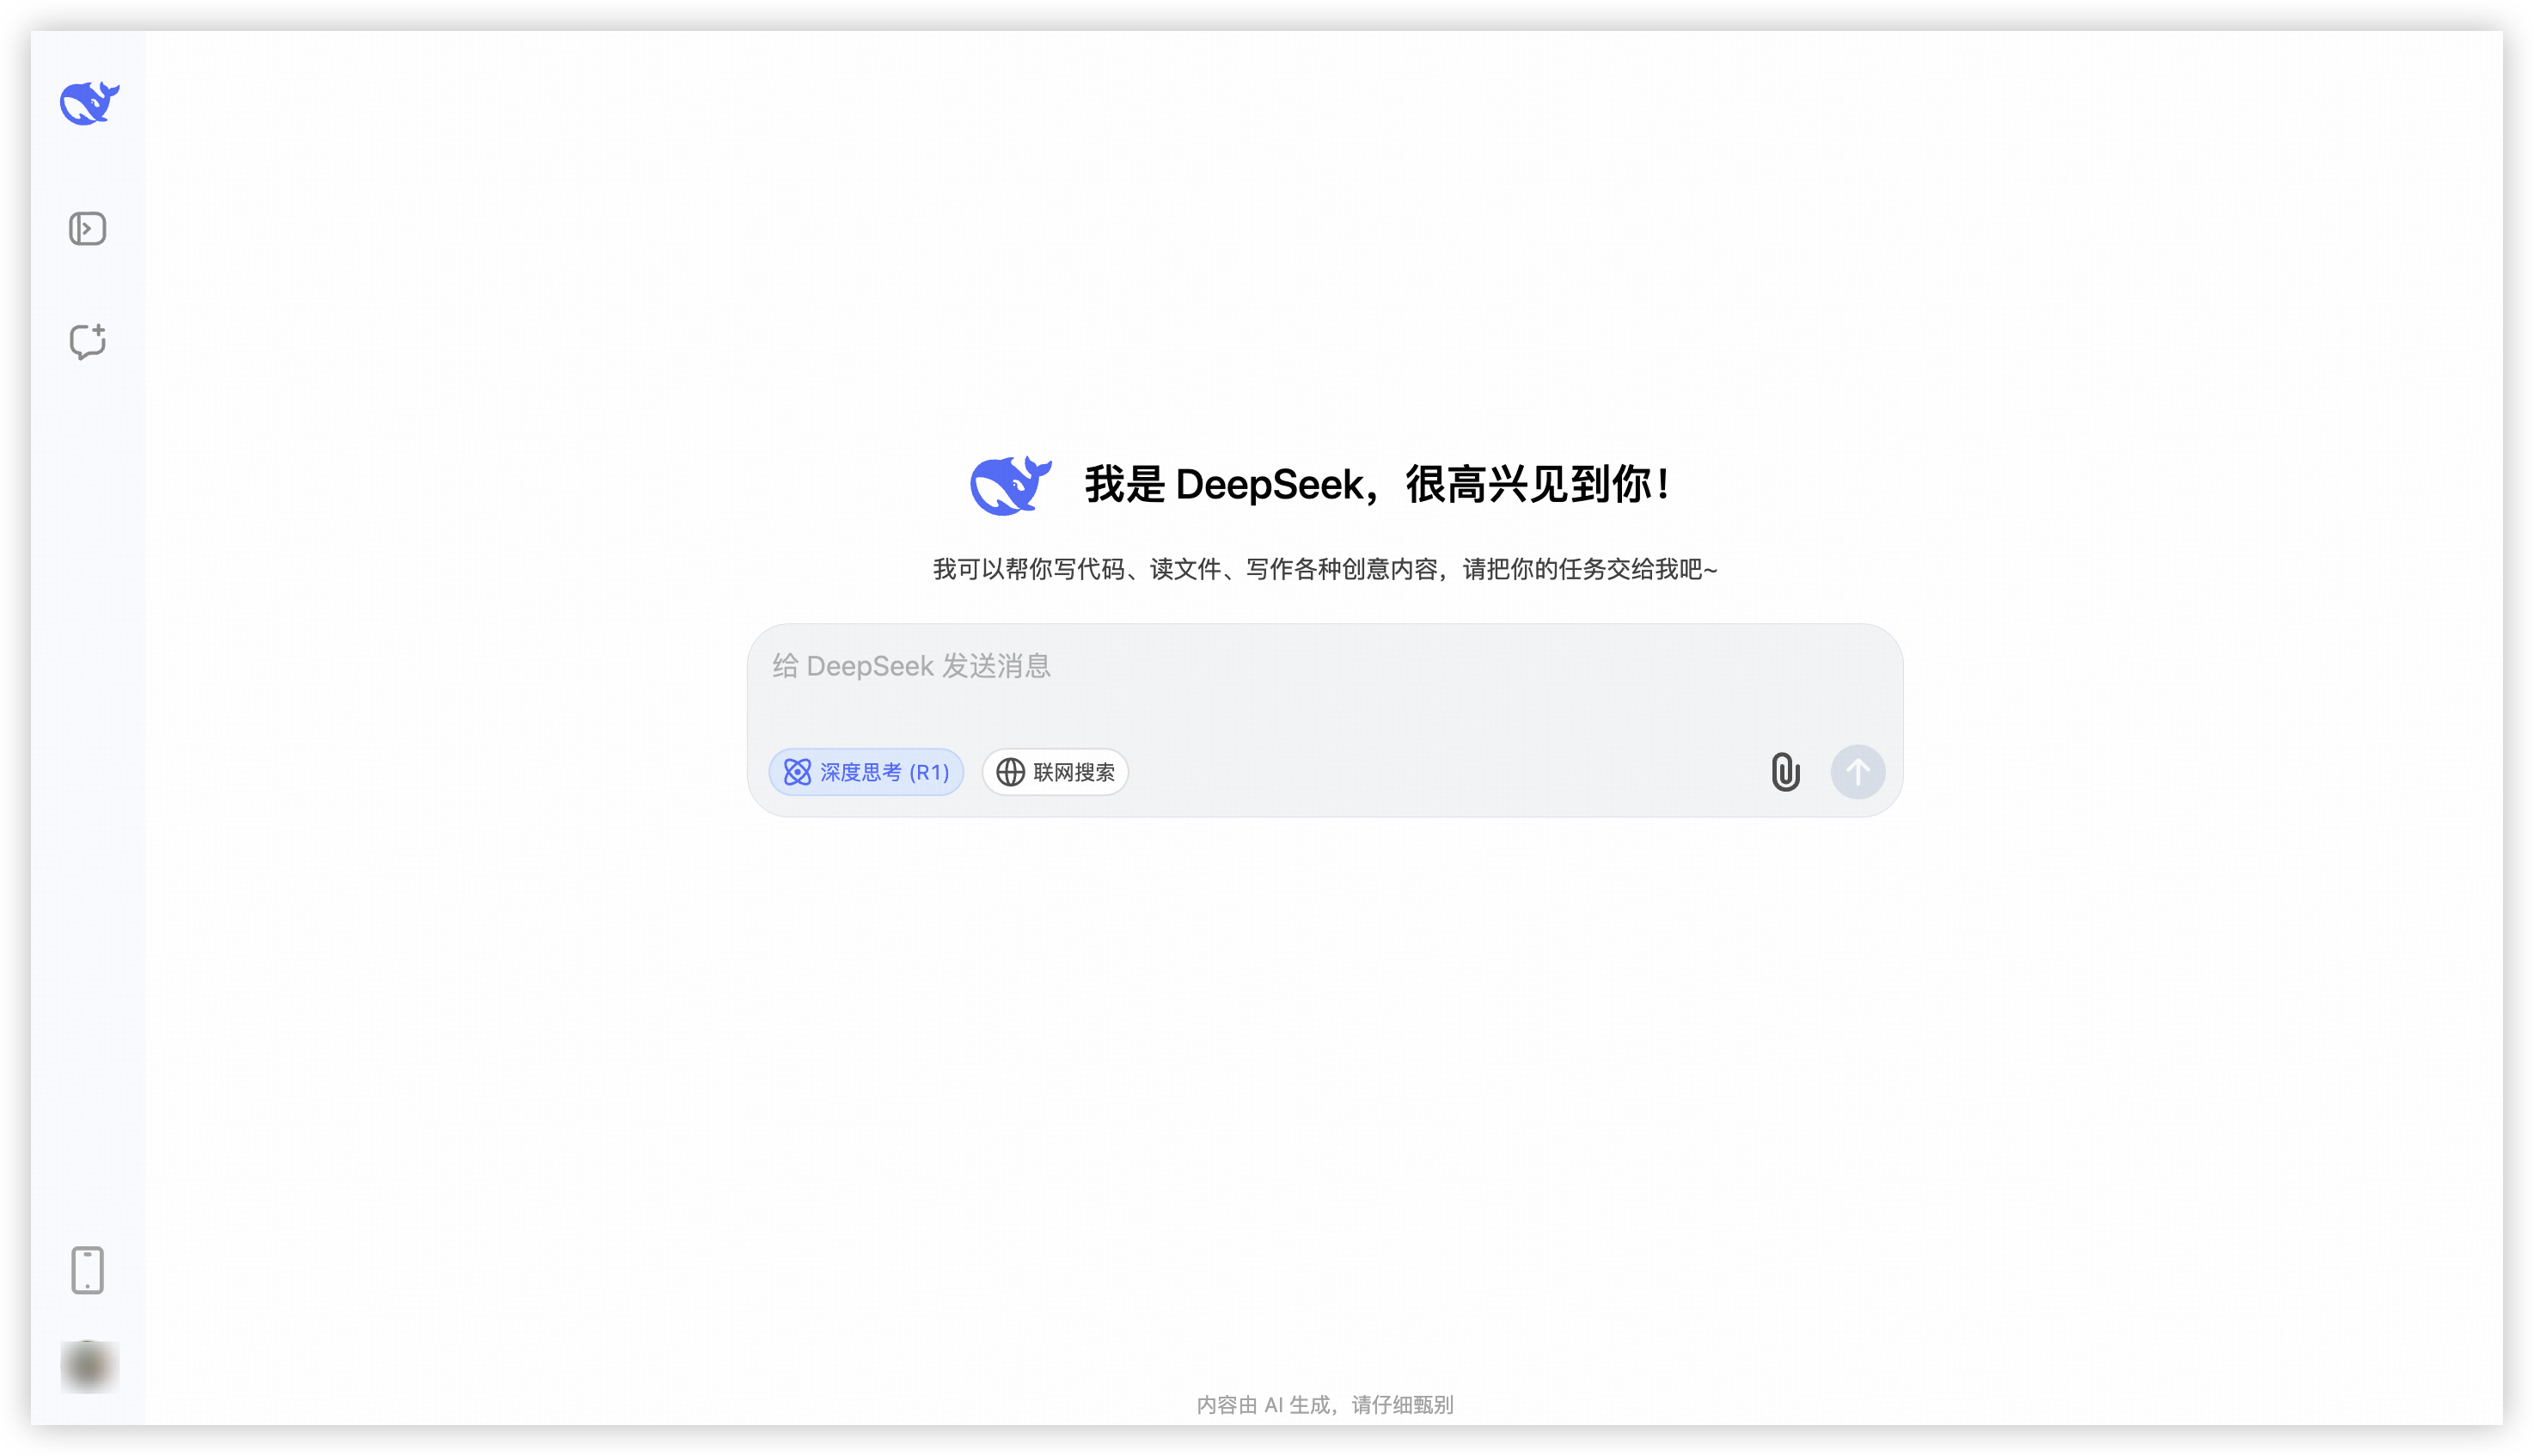 我是 DeepSeek，很高兴见到你！
我可以帮你写代码、读文件、写作各种创意内容，请把你的任务交给我吧~
给 DeepSeek 发送消息
深度思考 (R1)
联网搜索
内容由 AI 生成，请仔细甄别